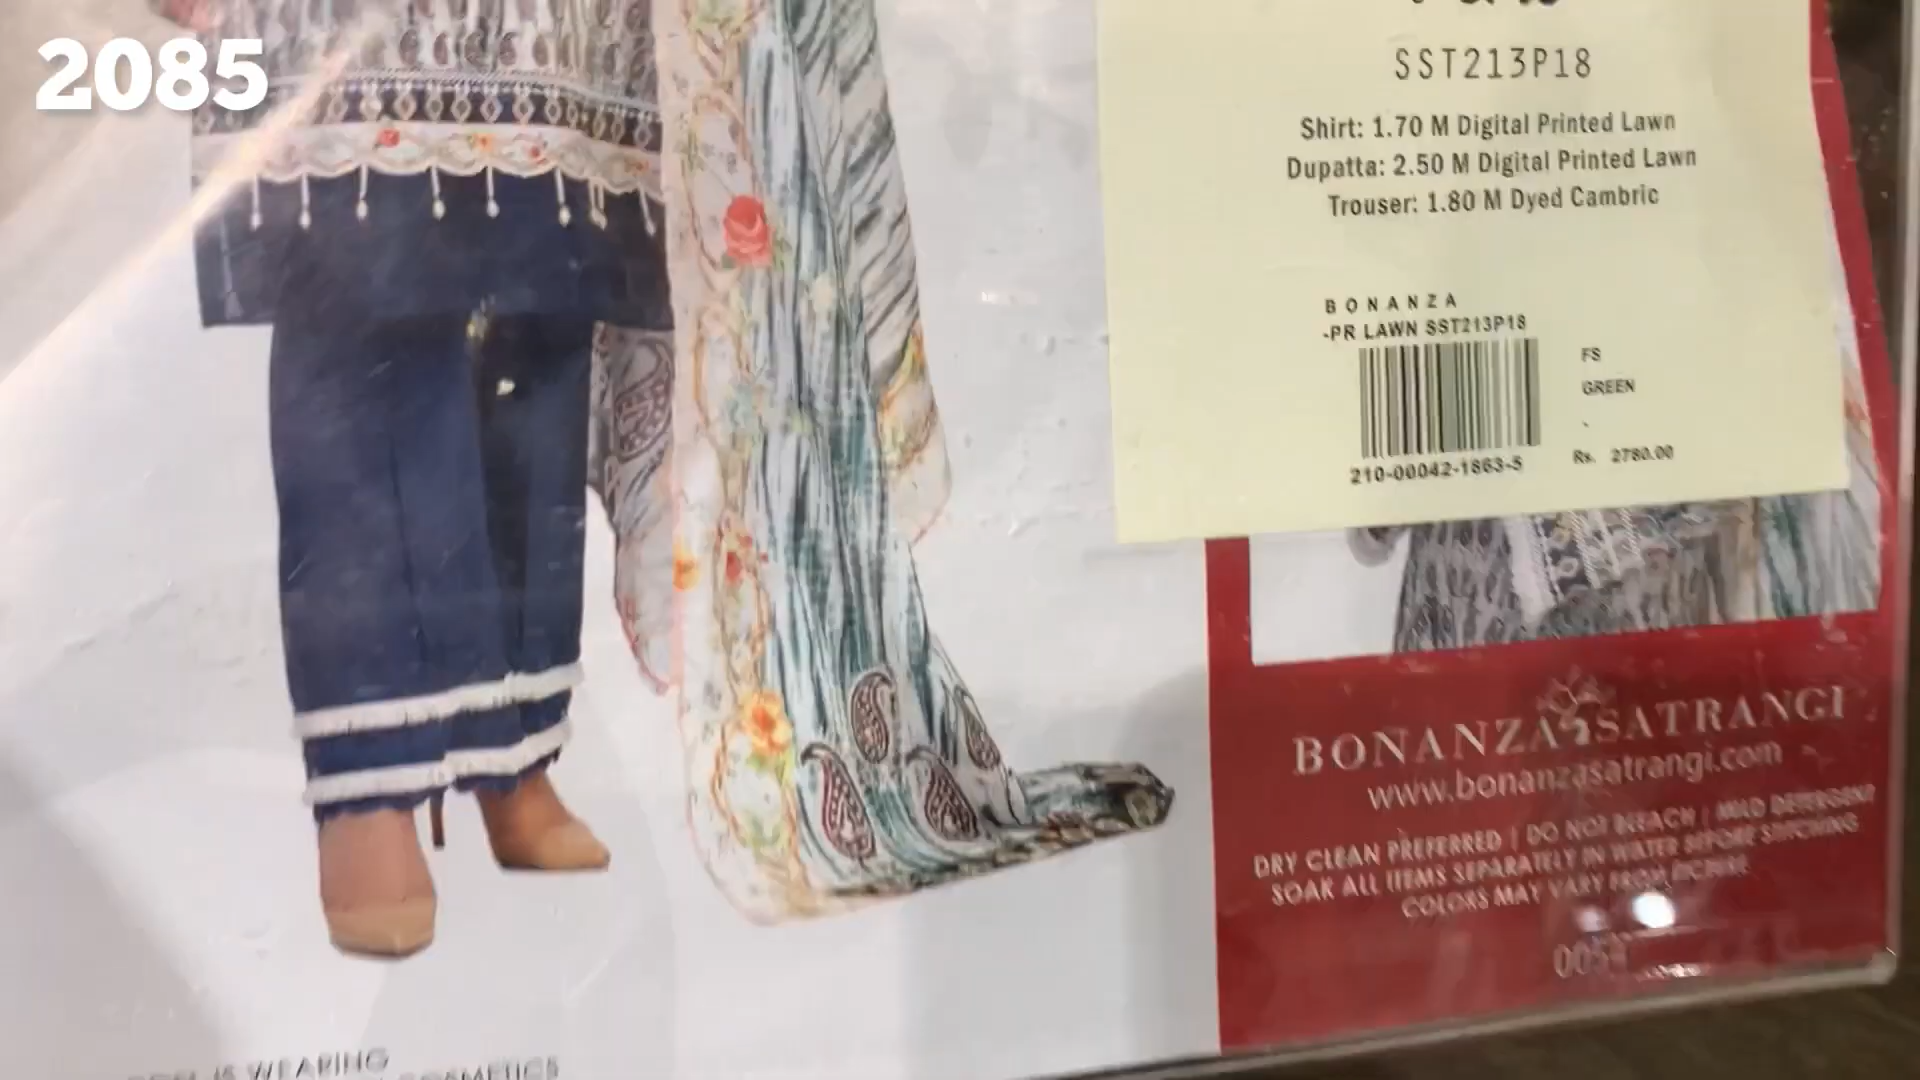 2085
SST213P18
Shirt: 1.70 M Digital Printed Lawn
Dupatta: 2.50 M Digital Printed Lawn
Trouser: 1.80 M Dyed Cambric
BONANZA
-PR LAWN SST213P18
FS
GREEN
210-00042-1863-5
Rs. 2780.00
BONANZA SATRANGI
www.bonanzasatrangi.com
DRY CLEAN PREFERRED | DO NOT BLEACH | MILD DETERGENT
SOAK ALL ITEMS SEPARATELY IN WATER BEFORE STITCHING
COLORS MAY VARY FROM PICTURE
IS WEARING
COSMETICS